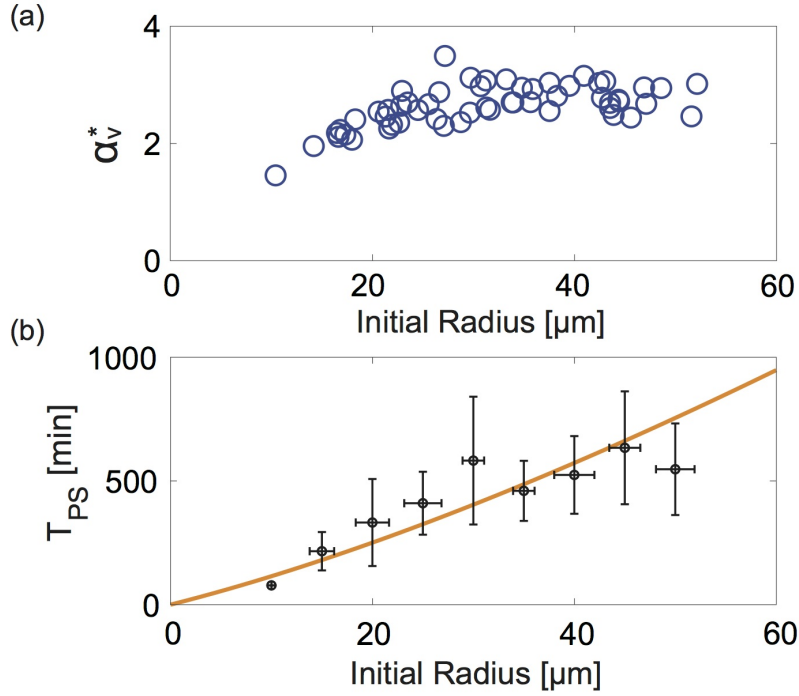 (a)
4
2
0
α*v
0 20 40 60
Initial Radius [μm]
(b)
1000
500
0
TPS [min]
0 20 40 60
Initial Radius [μm]